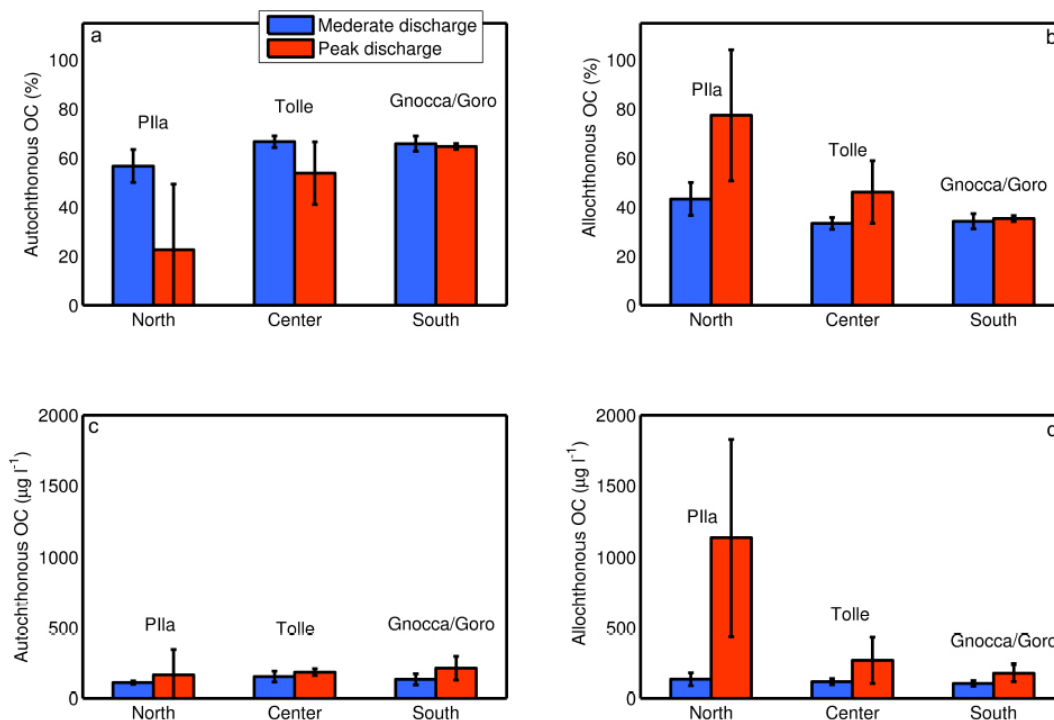 a
Mederate discharge
Peak discharge
Autochthonous OC (%)
100
80
60
40
20
0
PIla
Tolle
Gnocca/Goro
North
Center
South
b
Allochthonous OC (%)
100
80
60
40
20
0
PIla
Tolle
Gnocca/Goro
North
Center
South
c
Autochthonous OC (µg l⁻¹)
2000
1500
1000
500
0
PIla
Tolle
Gnocca/Goro
North
Center
South
Allochthonous OC (µg l⁻¹)
2000
1500
1000
500
0
PIla
Tolle
Gnocca/Goro
North
Center
South